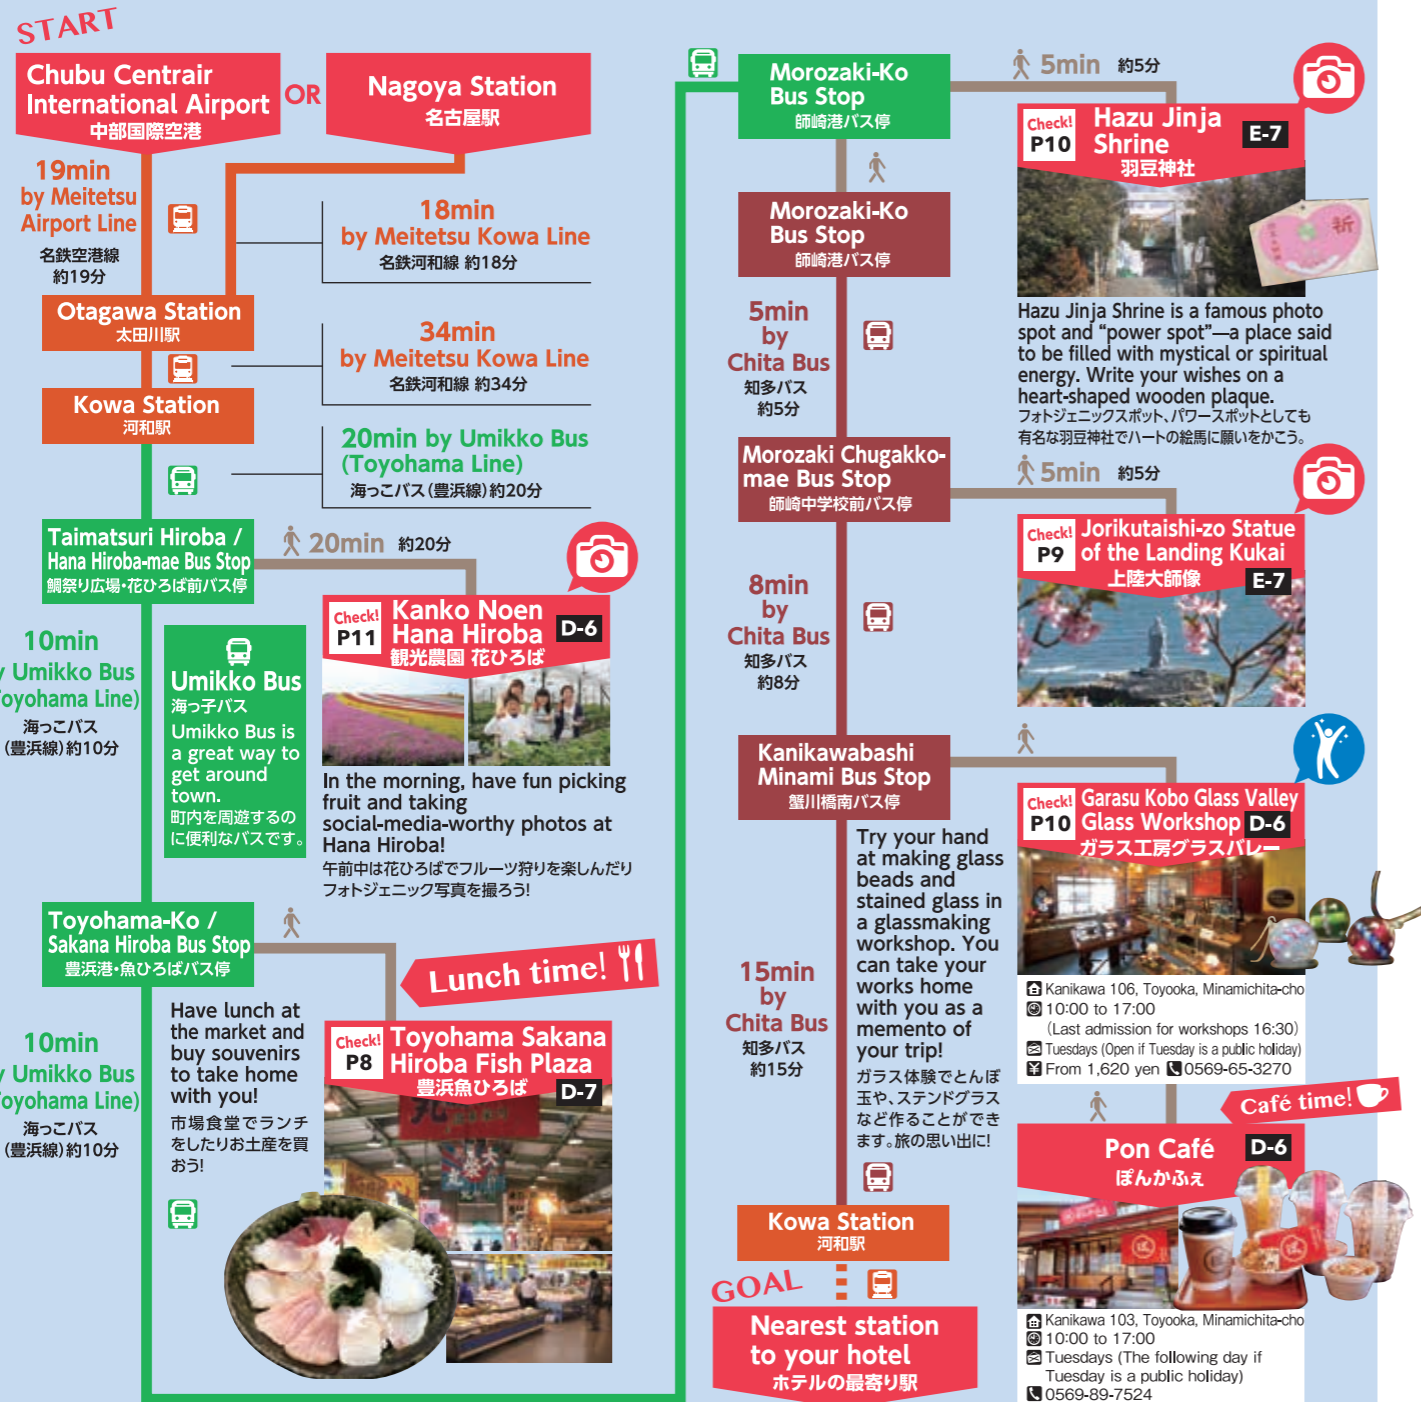 START
Chubu Centrair
International Airport
中部国際空港
OR
Nagoya Station
名古屋駅
19min
by Meitetsu
Airport Line
名鉄空港線
約19分
18min
by Meitetsu Kowa Line
名鉄河和線 約18分
Otagawa Station
太田川駅
34min
by Meitetsu Kowa Line
名鉄河和線 約34分
Kowa Station
河和駅
20min by Umikko Bus
(Toyohama Line)
海っこバス(豊浜線)約20分
Taimatsuri Hiroba /
Hana Hiroba-mae Bus Stop
鯛祭り広場・花ひろば前バス停
20min 約20分
Check!
P11
Kanko Noen
Hana Hiroba
D-6
観光農園 花ひろば
In the morning, have fun picking
fruit and taking
social-media-worthy photos at
Hana Hiroba!
午前中は花ひろばでフルーツ狩りを楽しんだり
フォトジェニック写真を撮ろう!
10min
y Umikko Bus
oyohama Line)
海っこバス
(豊浜線)約10分
Umikko Bus
海っ子バス
Umikko Bus is
a great way to
get around
town.
町内を周遊するの
に便利なバスです。
Toyohama-Ko /
Sakana Hiroba Bus Stop
豊浜港・魚ひろばバス停
Lunch time!
Have lunch at
the market and
buy souvenirs
to take home
with you!
市場食堂でランチ
をしたりお土産を買
おう!
Check!
P8
Toyohama Sakana
Hiroba Fish Plaza
豊浜魚ひろば
D-7
10min
y Umikko Bus
oyohama Line)
海っこバス
(豊浜線)約10分
Morozaki-Ko
Bus Stop
師崎港バス停
5min 約5分
Check!
P10
Hazu Jinja
Shrine
E-7
羽豆神社
祈
Hazu Jinja Shrine is a famous photo
spot and “power spot”—a place said
to be filled with mystical or spiritual
energy. Write your wishes on a
heart-shaped wooden plaque.
フォトジェニックスポット、パワースポットとしても
有名な羽豆神社でハートの絵馬に願いをかこう。
Morozaki-Ko
Bus Stop
師崎港バス停
5min
by
Chita Bus
知多バス
約5分
Morozaki Chugakko-
mae Bus Stop
師崎中学校前バス停
5min 約5分
Check!
P9
Jorikutaishi-zo Statue
of the Landing Kukai
上陸大師像
E-7
8min
by
Chita Bus
知多バス
約8分
Kanikawabashi
Minami Bus Stop
蟹川橋南バス停
Check!
P10
Garasu Kobo Glass Valley
Glass Workshop D-6
ガラス工房グラスバレー
Try your hand
at making glass
beads and
stained glass in
a glassmaking
workshop. You
can take your
works home
with you as a
memento of
your trip!
ガラス体験でとんぼ
玉や、ステンドグラス
など作ることができ
ます。旅の思い出に!
Kanikawa 106, Toyooka, Minamichita-cho
10:00 to 17:00
(Last admission for workshops 16:30)
Tuesdays (Open if Tuesday is a public holiday)
¥ From 1,620 yen 0569-65-3270
15min
by
Chita Bus
知多バス
約15分
Café time!
Pon Café
D-6
ぽんかふぇ
Kanikawa 103, Toyooka, Minamichita-cho
10:00 to 17:00
Tuesdays (The following day if
Tuesday is a public holiday)
0569-89-7524
Kowa Station
河和駅
GOAL
Nearest station
to your hotel
ホテルの最寄り駅